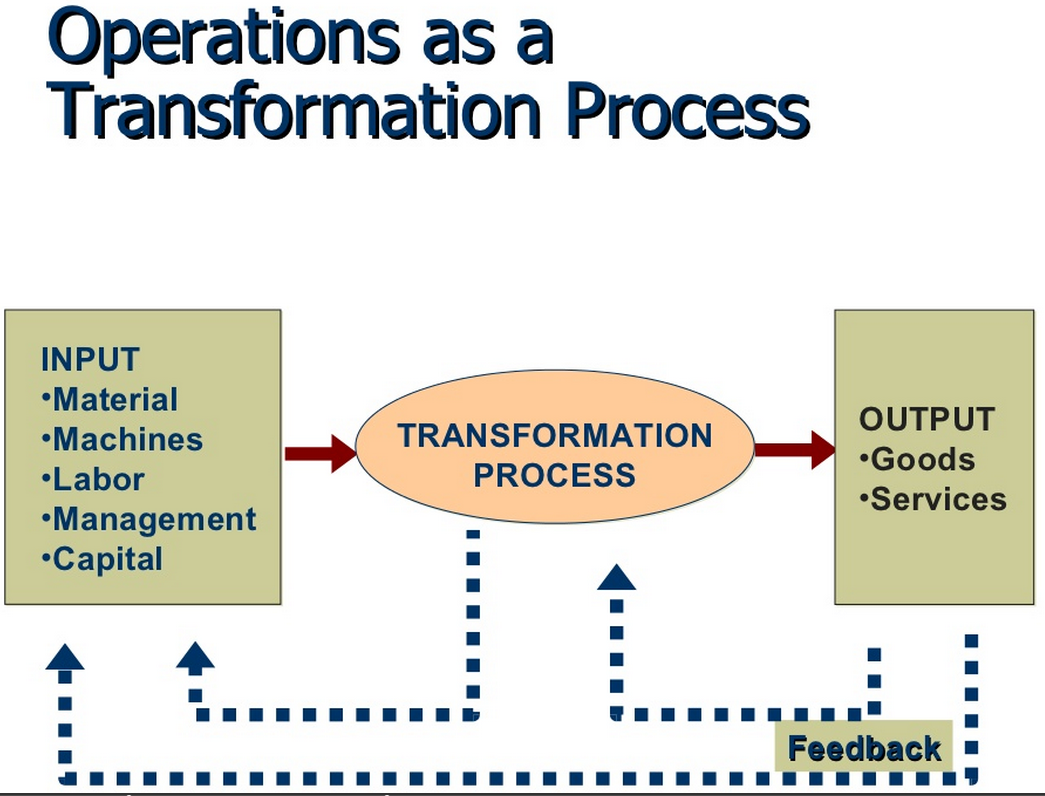 Operations as a
Transformation Process
INPUT
•Material
•Machines
•Labor
•Management
•Capital
TRANSFORMATION
PROCESS
OUTPUT
•Goods
•Services
Feedback